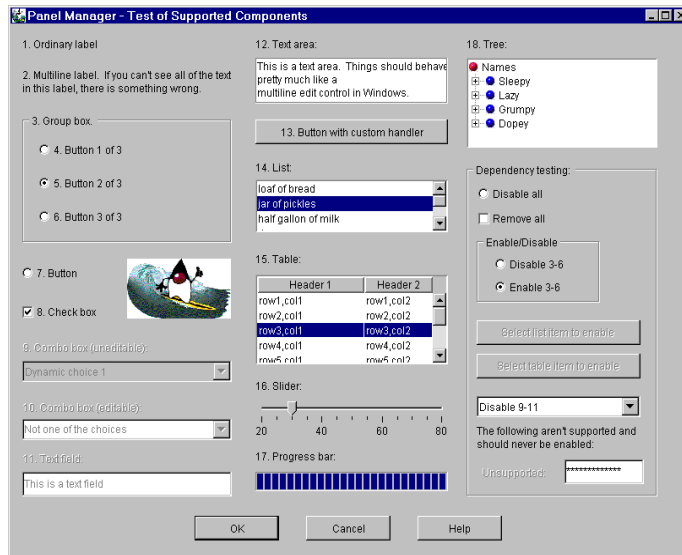 Panel Manager - Test of Supported Components
1. Ordinary label
2. Multiline label. If you can't see all of the text
in this label, there is something wrong.
3. Group box.
4. Button 1 of 3
5. Button 2 of 3
6. Button 3 of 3
7. Button
8. Check box
9. Combo box (uneditable):
Dynamic choice 1
10. Combo box (editable):
Not one of the choices
11. Text field:
This is a text field
12. Text area:
This is a text area. Things should behave
pretty much like a
multiline edit control in Windows.
13. Button with custom handler
14. List:
loaf of bread
jar of pickles
half gallon of milk
15. Table:
Header 1 Header 2
row1,col1 row1,col2
row2,col1 row2,col2
row3,col1 row3,col2
row4,col1 row4,col2
row5,col1 row5,col2
16. Slider:
20 40 60 80
17. Progress bar:
18. Tree:
Names
Sleepy
Lazy
Grumpy
Dopey
Dependency testing:
Disable all
Remove all
Enable/Disable
Disable 3-6
Enable 3-6
Select list item to enable
Select table item to enable
Disable 9-11
The following aren't supported and
should never be enabled:
Unsupported: *************
OK Cancel Help